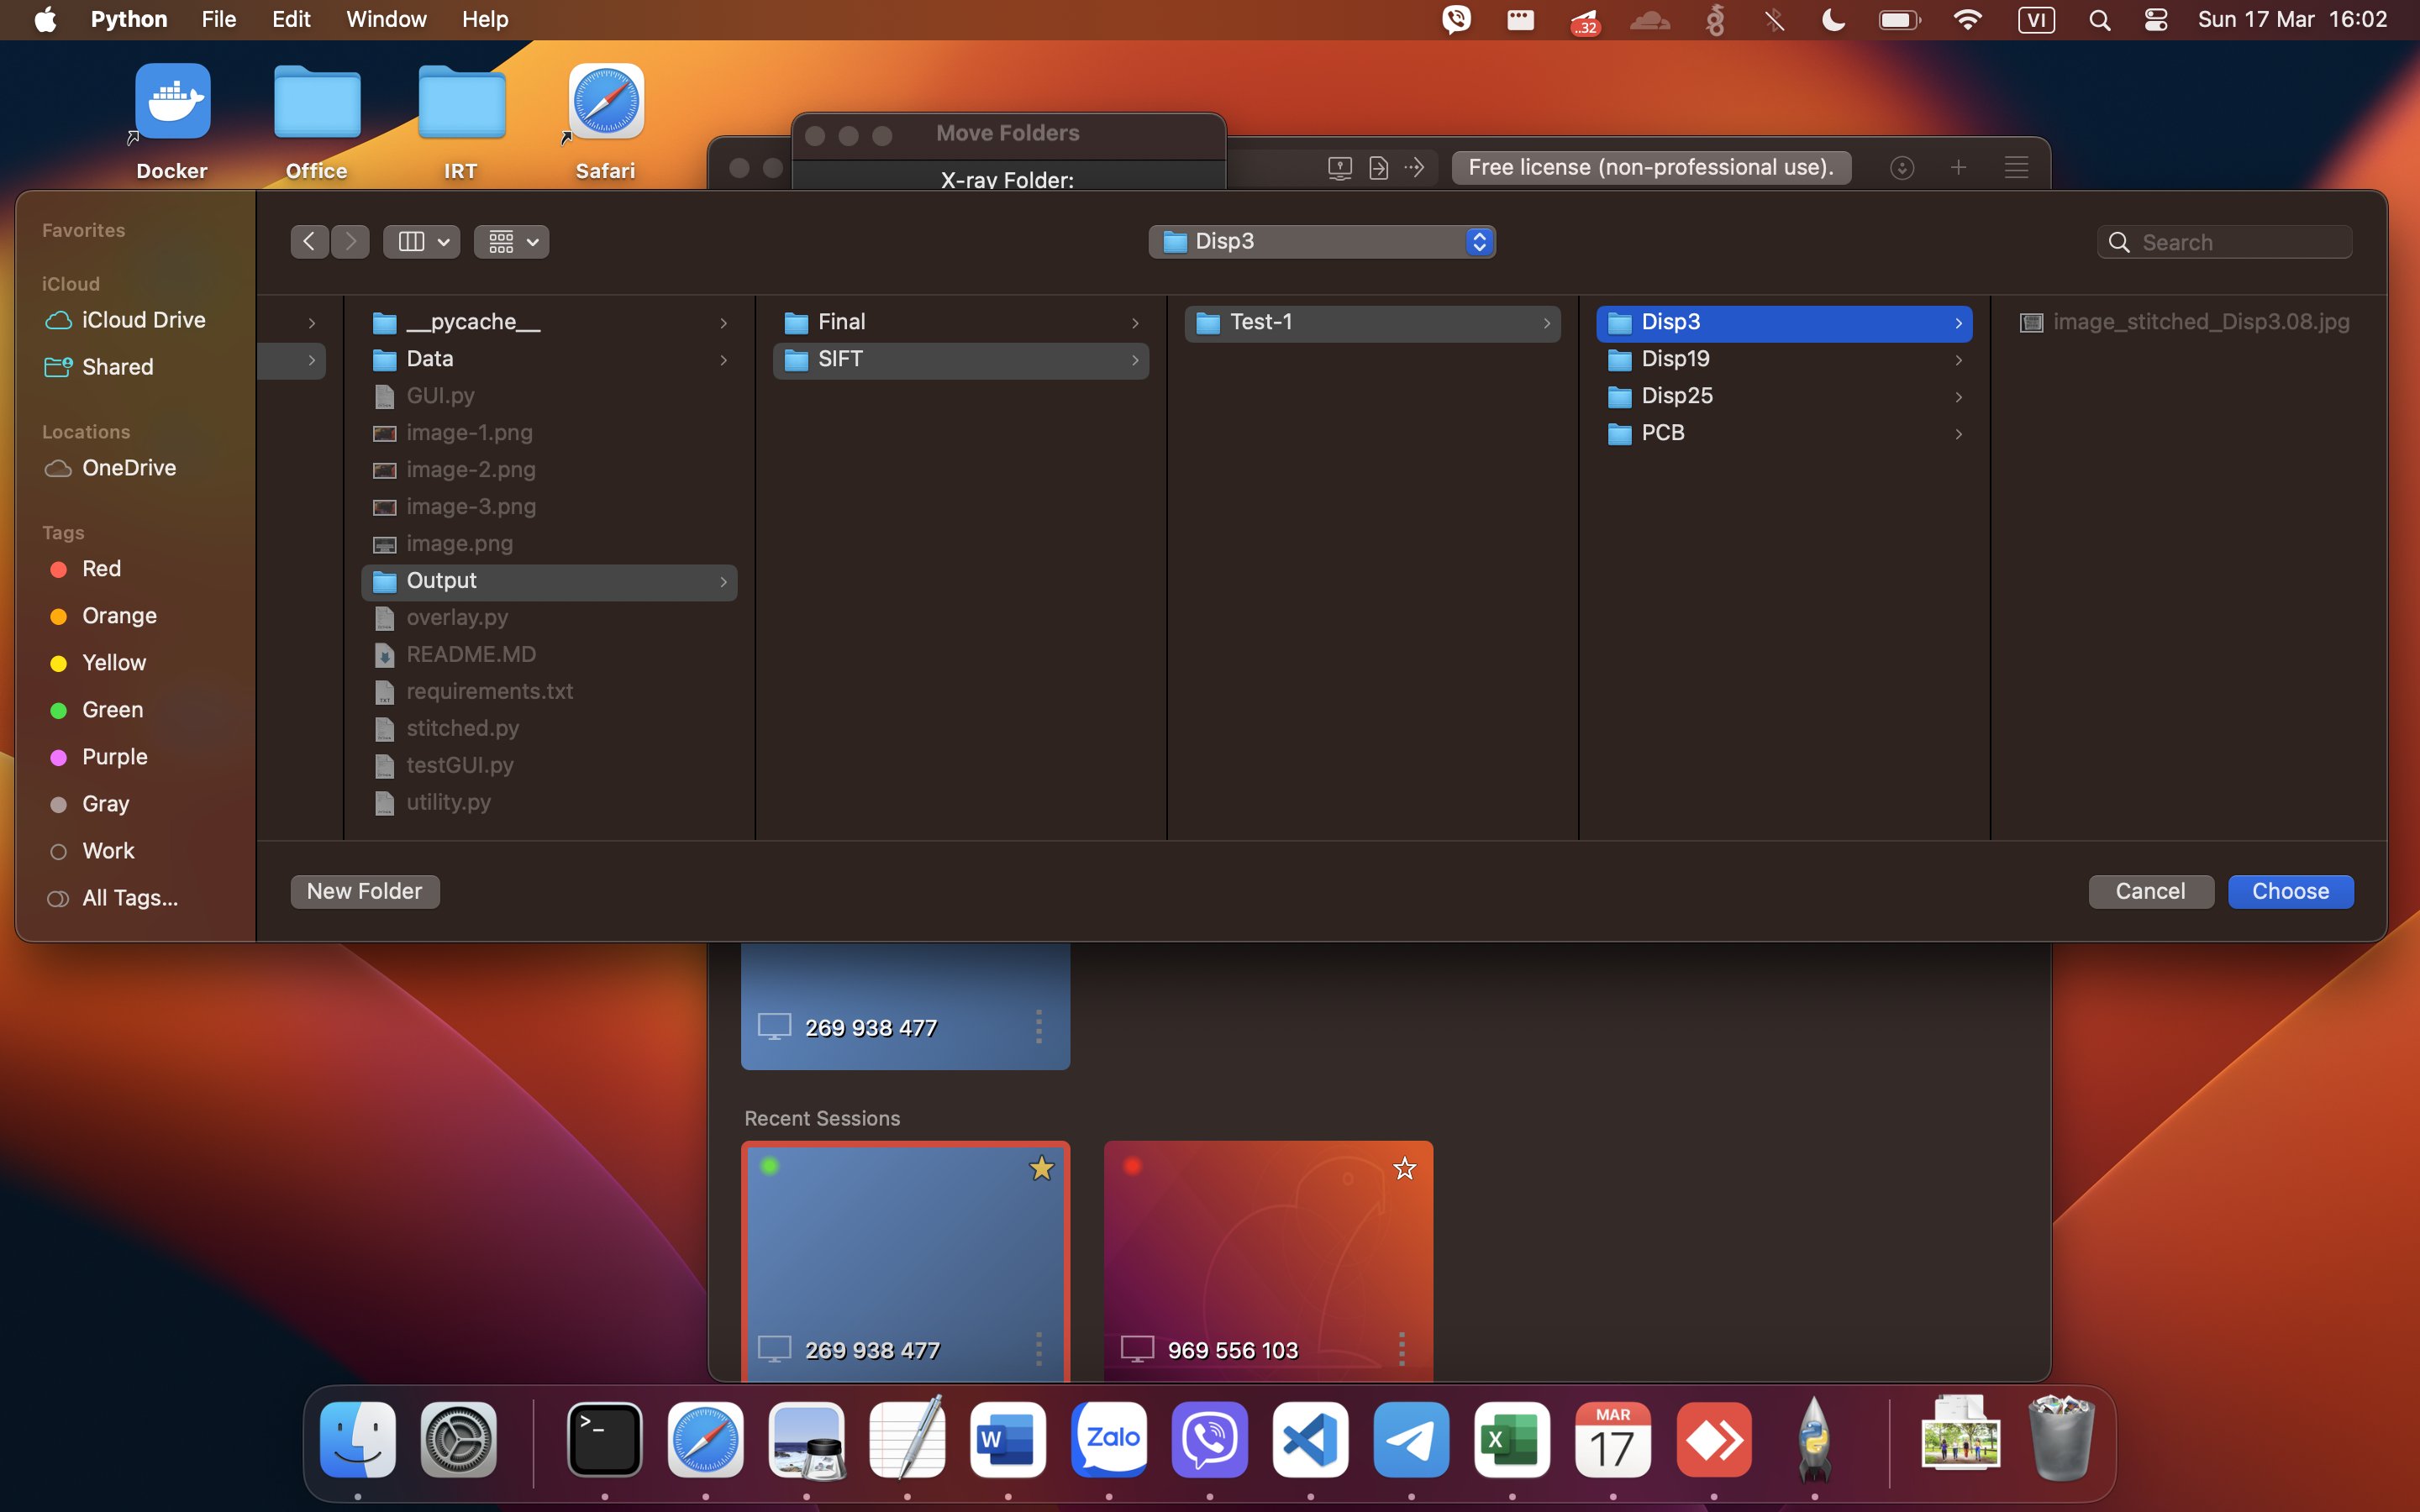 Python File Edit Window Help
..32
VI
Sun 17 Mar 16:02
Docker
Office
IRT
Safari
Move Folders
X-ray Folder:
Free license (non-professional use).
Favorites
iCloud
iCloud Drive
Shared
Locations
OneDrive
Tags
Red
Orange
Yellow
Green
Purple
Gray
Work
All Tags...
Disp3
Search
__pycache__
Data
GUI.py
image-1.png
image-2.png
image-3.png
image.png
Output
overlay.py
README.MD
requirements.txt
stitched.py
testGUI.py
utility.py
Final
SIFT
Test-1
Disp3
Disp19
Disp25
PCB
image_stitched_Disp3.08.jpg
New Folder
Cancel
Choose
269 938 477
Recent Sessions
269 938 477
969 556 103
>_
W
Zalo
X
MAR
17